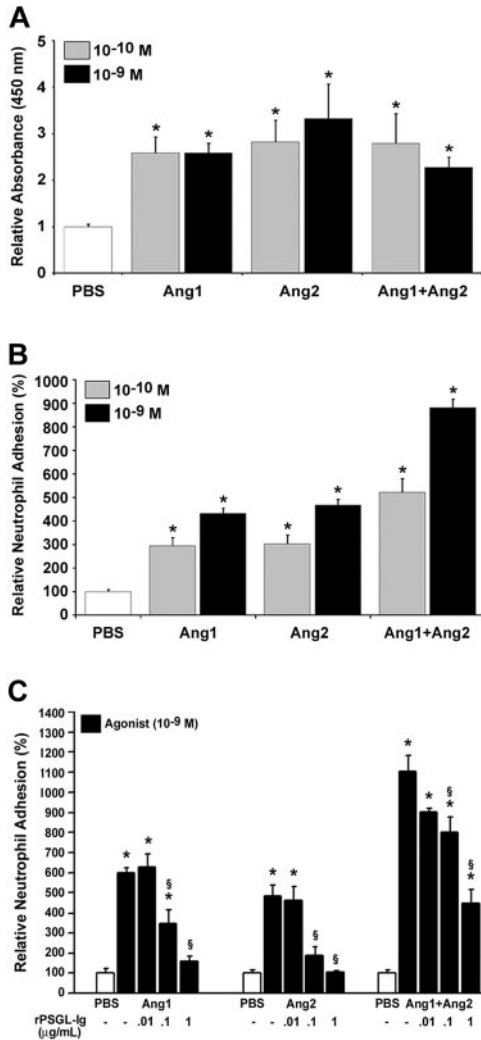 A
Relative Absorbance (450 nm)
5
4
3
2
1
0
10-10 M
10-9 M
*
*
*
*
*
*
PBS
Ang1
Ang2
Ang1+Ang2
B
Relative Neutrophil Adhesion (%)
1000
900
800
700
600
500
400
300
200
100
0
10-10 M
10-9 M
*
*
*
*
*
*
PBS
Ang1
Ang2
Ang1+Ang2
C
Relative Neutrophil Adhesion (%)
1400
1300
1200
1100
1000
900
800
700
600
500
400
300
200
100
0
Agonist (10-9 M)
* * § * §
* * § §
* * § * § *
PBS Ang1 PBS Ang2 PBS Ang1+Ang2
rPSGL-Ig - - .01 .1 1 - - .01 .1 1 - - .01 .1 1
(µg/mL)